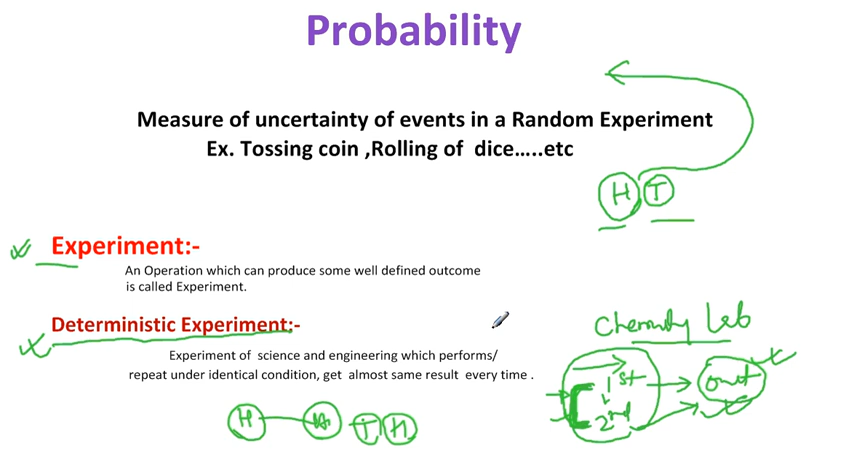 Probability
Measure of uncertainty of events in a Random Experiment
Ex. Tossing coin ,Rolling of dice.....etc
H T
Experiment:-
An Operation which can produce some well defined outcome
is called Experiment.
Deterministic Experiment:-
Experiment of science and engineering which performs/
repeat under identical condition, get almost same result every time .
Lab
1st
2nd
H T H